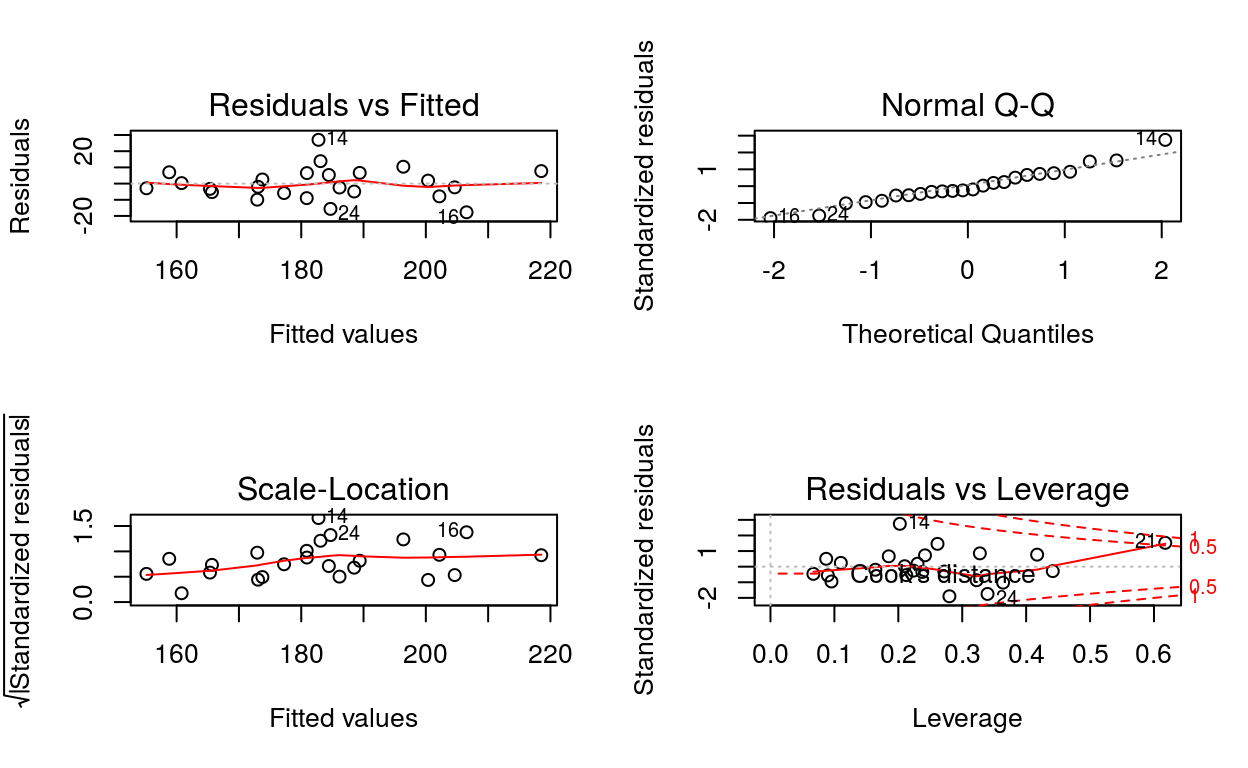 Residuals vs Fitted
Residuals
20
-20
14
24
16
160 180 200 220
Fitted values
Normal Q-Q
Standardized residuals
1
-2
14
16
24
-2 -1 0 1 2
Theoretical Quantiles
Scale-Location
√|Standardized residuals|
1.5
0.0
14
24
16
160 180 200 220
Fitted values
Residuals vs Leverage
Standardized residuals
1
-2
14
21
24
Cook's distance
1
0.5
0.5
1
0.0 0.1 0.2 0.3 0.4 0.5 0.6
Leverage